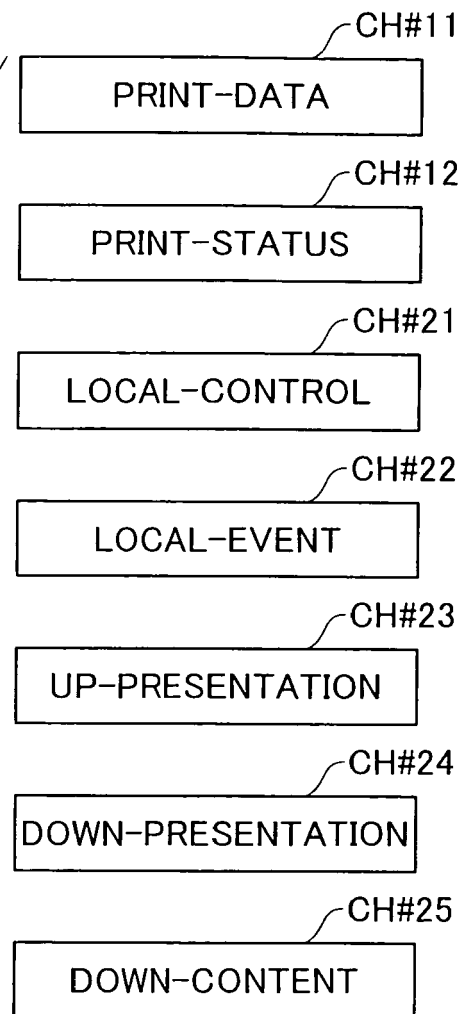 CH#11
PRINT-DATA
CH#12
PRINT-STATUS
CH#21
LOCAL-CONTROL
CH#22
LOCAL-EVENT
CH#23
UP-PRESENTATION
CH#24
DOWN-PRESENTATION
CH#25
DOWN-CONTENT